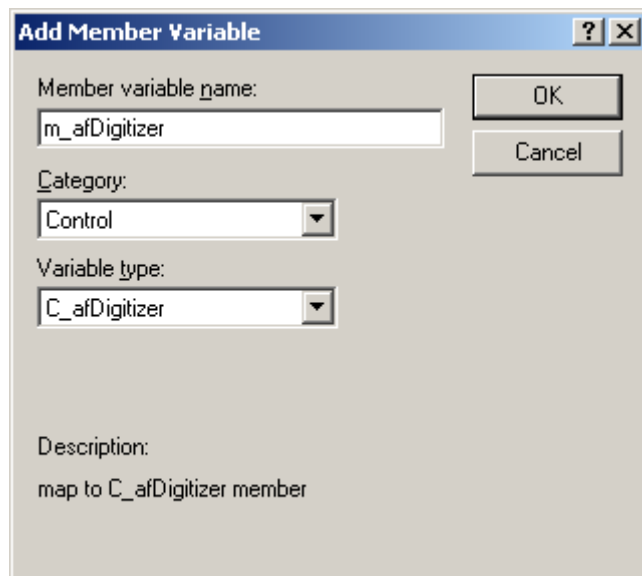 Add Member Variable
Member variable name:
m_afDigitizer
OK
Cancel
Category:
Control
Variable type:
C_afDigitizer
Description:
map to C_afDigitizer member